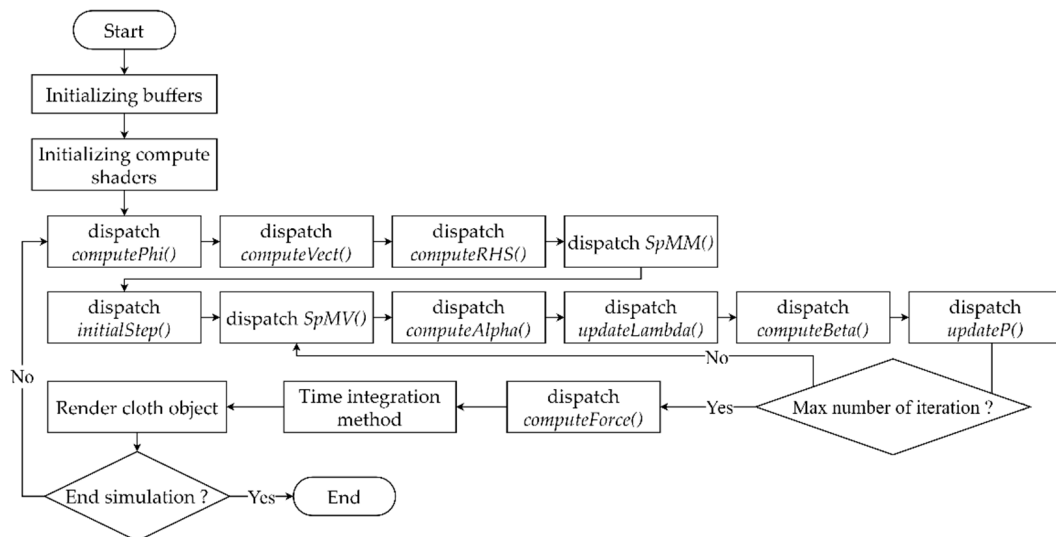 Start
Initializing buffers
Initializing compute
shaders
dispatch
computePhi()
dispatch
computeVect()
dispatch
computeRHS()
dispatch SpMM()
dispatch
initialStep()
dispatch SpMV()
dispatch
computeAlpha()
dispatch
updateLambda()
dispatch
computeBeta()
dispatch
updateP()
No
No
Render cloth object
Time integration
method
dispatch
computeForce()
Yes
Max number of iteration ?
End simulation ?
Yes
End